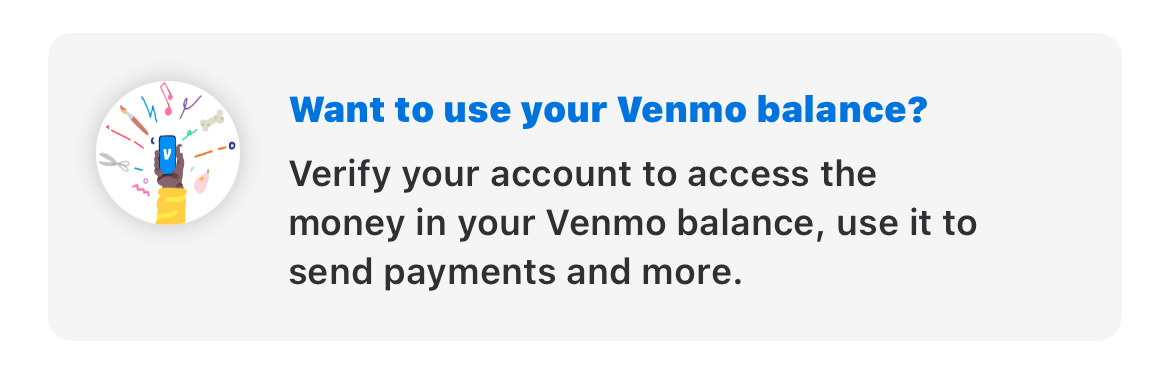 Want to use your Venmo balance?
Verify your account to access the
money in your Venmo balance, use it to
send payments and more.